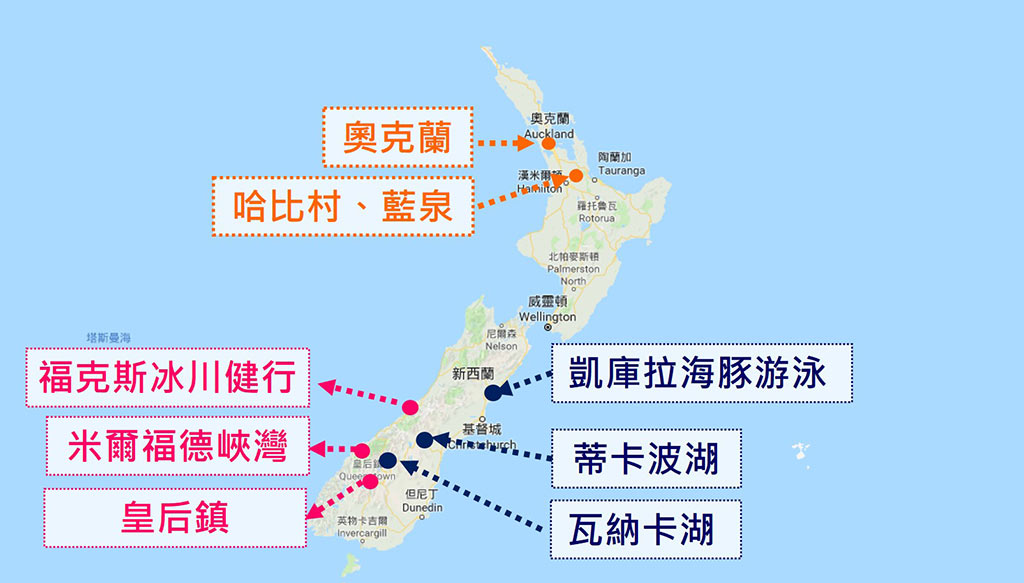 奧克蘭
Auckland
奧克蘭
陶蘭加
Tauranga
漢米爾頓
Hamilton
哈比村、藍泉
羅托魯瓦
Rotorua
北帕麥斯頓
Palmerston
North
威靈頓
Wellington
塔斯曼海
尼爾森
Nelson
福克斯冰川健行
新西蘭
凱庫拉海豚游泳
基督城
Christchurch
米爾福德峽灣
蒂卡波湖
皇后鎮
Queenstown
皇后鎮
但尼丁
Dunedin
瓦納卡湖
英物卡吉爾
Invercargill